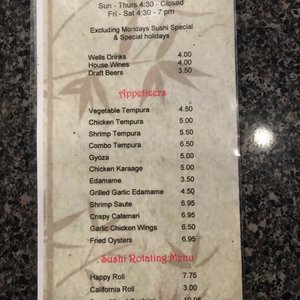 Sun - Thurs 4:30 - Closed
Fri - Sat 4:30 - 7 pm
Excluding Mondays Sushi Special
& Special holidays
Wells Drinks 4.00
House Wines 4.00
Draft Beers 3.50
Appetizers
Vegetable Tempura 4.50
Chicken Tempura 5.00
Shrimp Tempura 5.50
Combo Tempura 6.50
Gyoza 5.00
Chicken Karaage 5.00
Edamame 3.50
Grilled Garlic Edamame 4.50
Shrimp Saute 6.95
Crispy Calamari 6.95
Garlic Chicken Wings 6.50
Fried Oysters 6.95
Sushi Rotating Menu
Happy Roll 7.75
California Roll 3.00